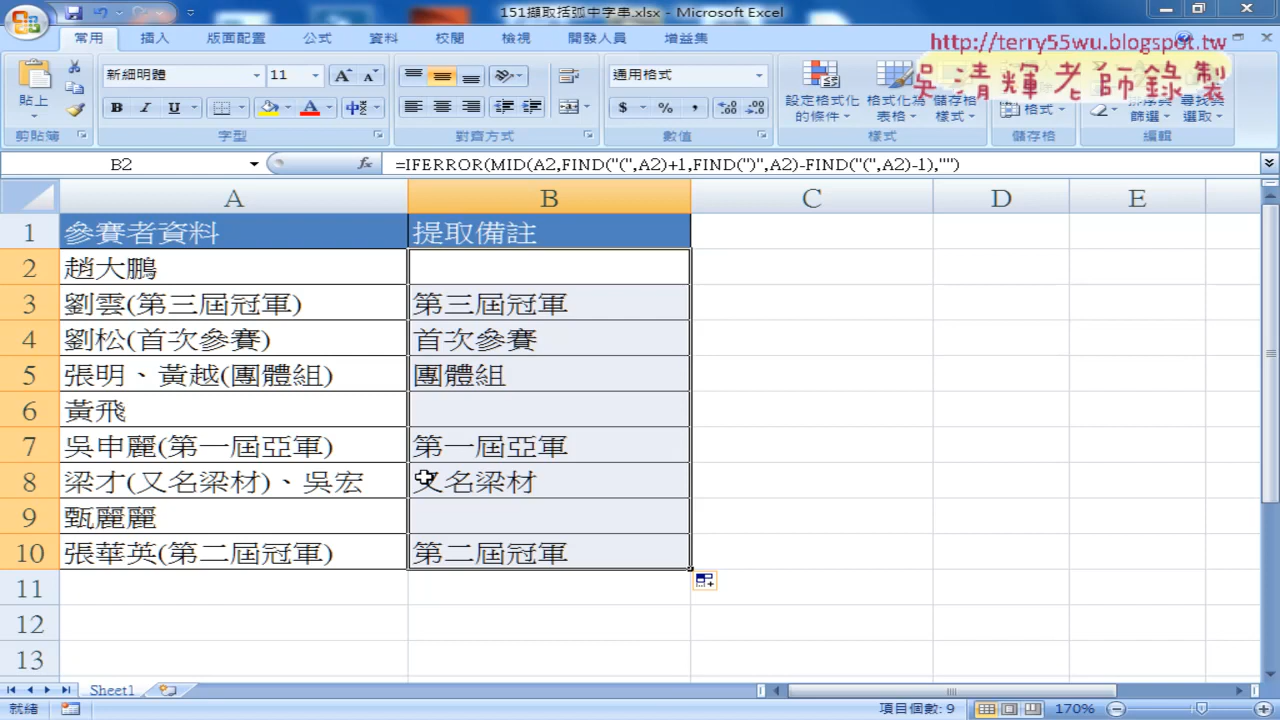 151擷取括弧中字串.xlsx - Microsoft Excel
http://terry55wu.blogspot.tw
吳清輝老師錄製
常用 插入 版面配置 公式 資料 校閱 檢視 開發人員 增益集
貼上 新細明體 11 通用格式 設定格式化的條件 格式化為表格 儲存格樣式 格式 排序與篩選 尋找與選取
剪貼簿 字型 對齊方式 數值 樣式 儲存格 編輯
B2 fx =IFERROR(MID(A2,FIND("(",A2)+1,FIND(")",A2)-FIND("(",A2)-1),"")
A B C D E
1 參賽者資料 提取備註
2 趙大鵬
3 劉雲(第三屆冠軍) 第三屆冠軍
4 劉松(首次參賽) 首次參賽
5 張明、黃越(團體組) 團體組
6 黃飛
7 吳申麗(第一屆亞軍) 第一屆亞軍
8 梁才(又名梁材)、吳宏 又名梁材
9 甄麗麗
10 張華英(第二屆冠軍) 第二屆冠軍
11
12
13
Sheet1
就緒 項目個數: 9 170%